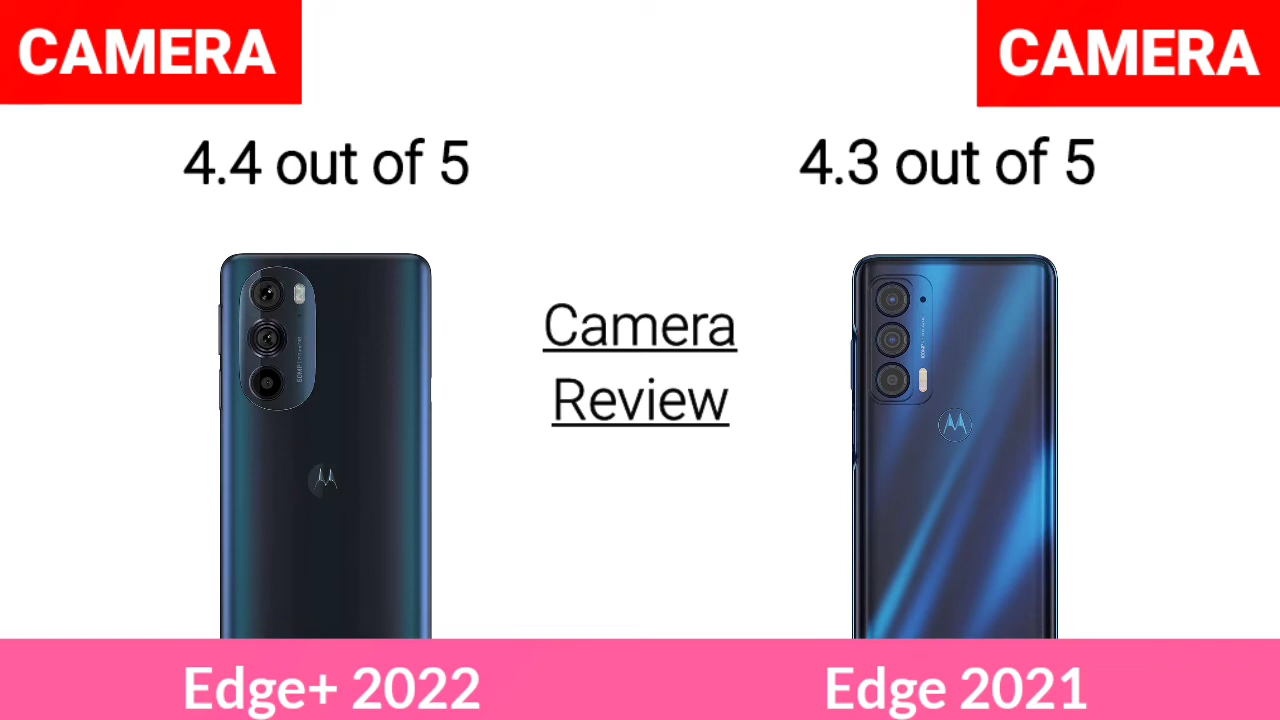 CAMERA
CAMERA
4.4 out of 5
4.3 out of 5
Camera
Review
Edge+ 2022
Edge 2021